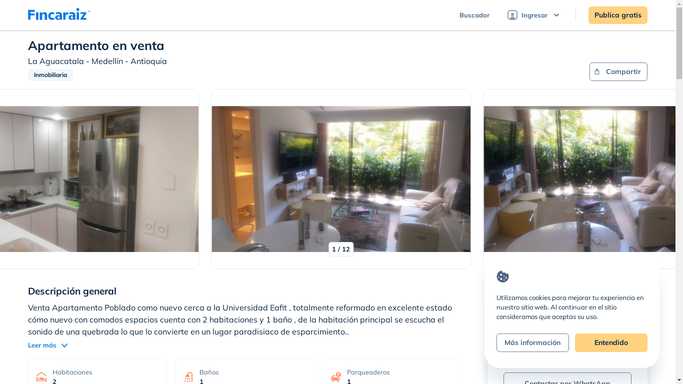 Fincaraiz
Buscador
Ingresar
Publica gratis
Apartamento en venta
La Aguacatala - Medellín - Antioquia
Inmobiliaria
Compartir
1 / 12
Descripción general
Venta Apartamento Poblado como nuevo cerca a la Universidad Eafit , totalmente reformado en excelente estado
cómo nuevo con comodos espacios cuenta con 2 habitaciones y 1 baño , de la habitación principal se escucha el
sonido de una quebrada lo que lo convierte en un lugar paradisiaco de esparcimiento..
Leer más
Habitaciones
2
Baños
1
Parqueaderos
1
Utilizamos cookies para mejorar tu experiencia en
nuestro sitio web. Al continuar en el sitio
consideramos que aceptas su uso.
Más información
Entendido
Contactar por WhatsApp